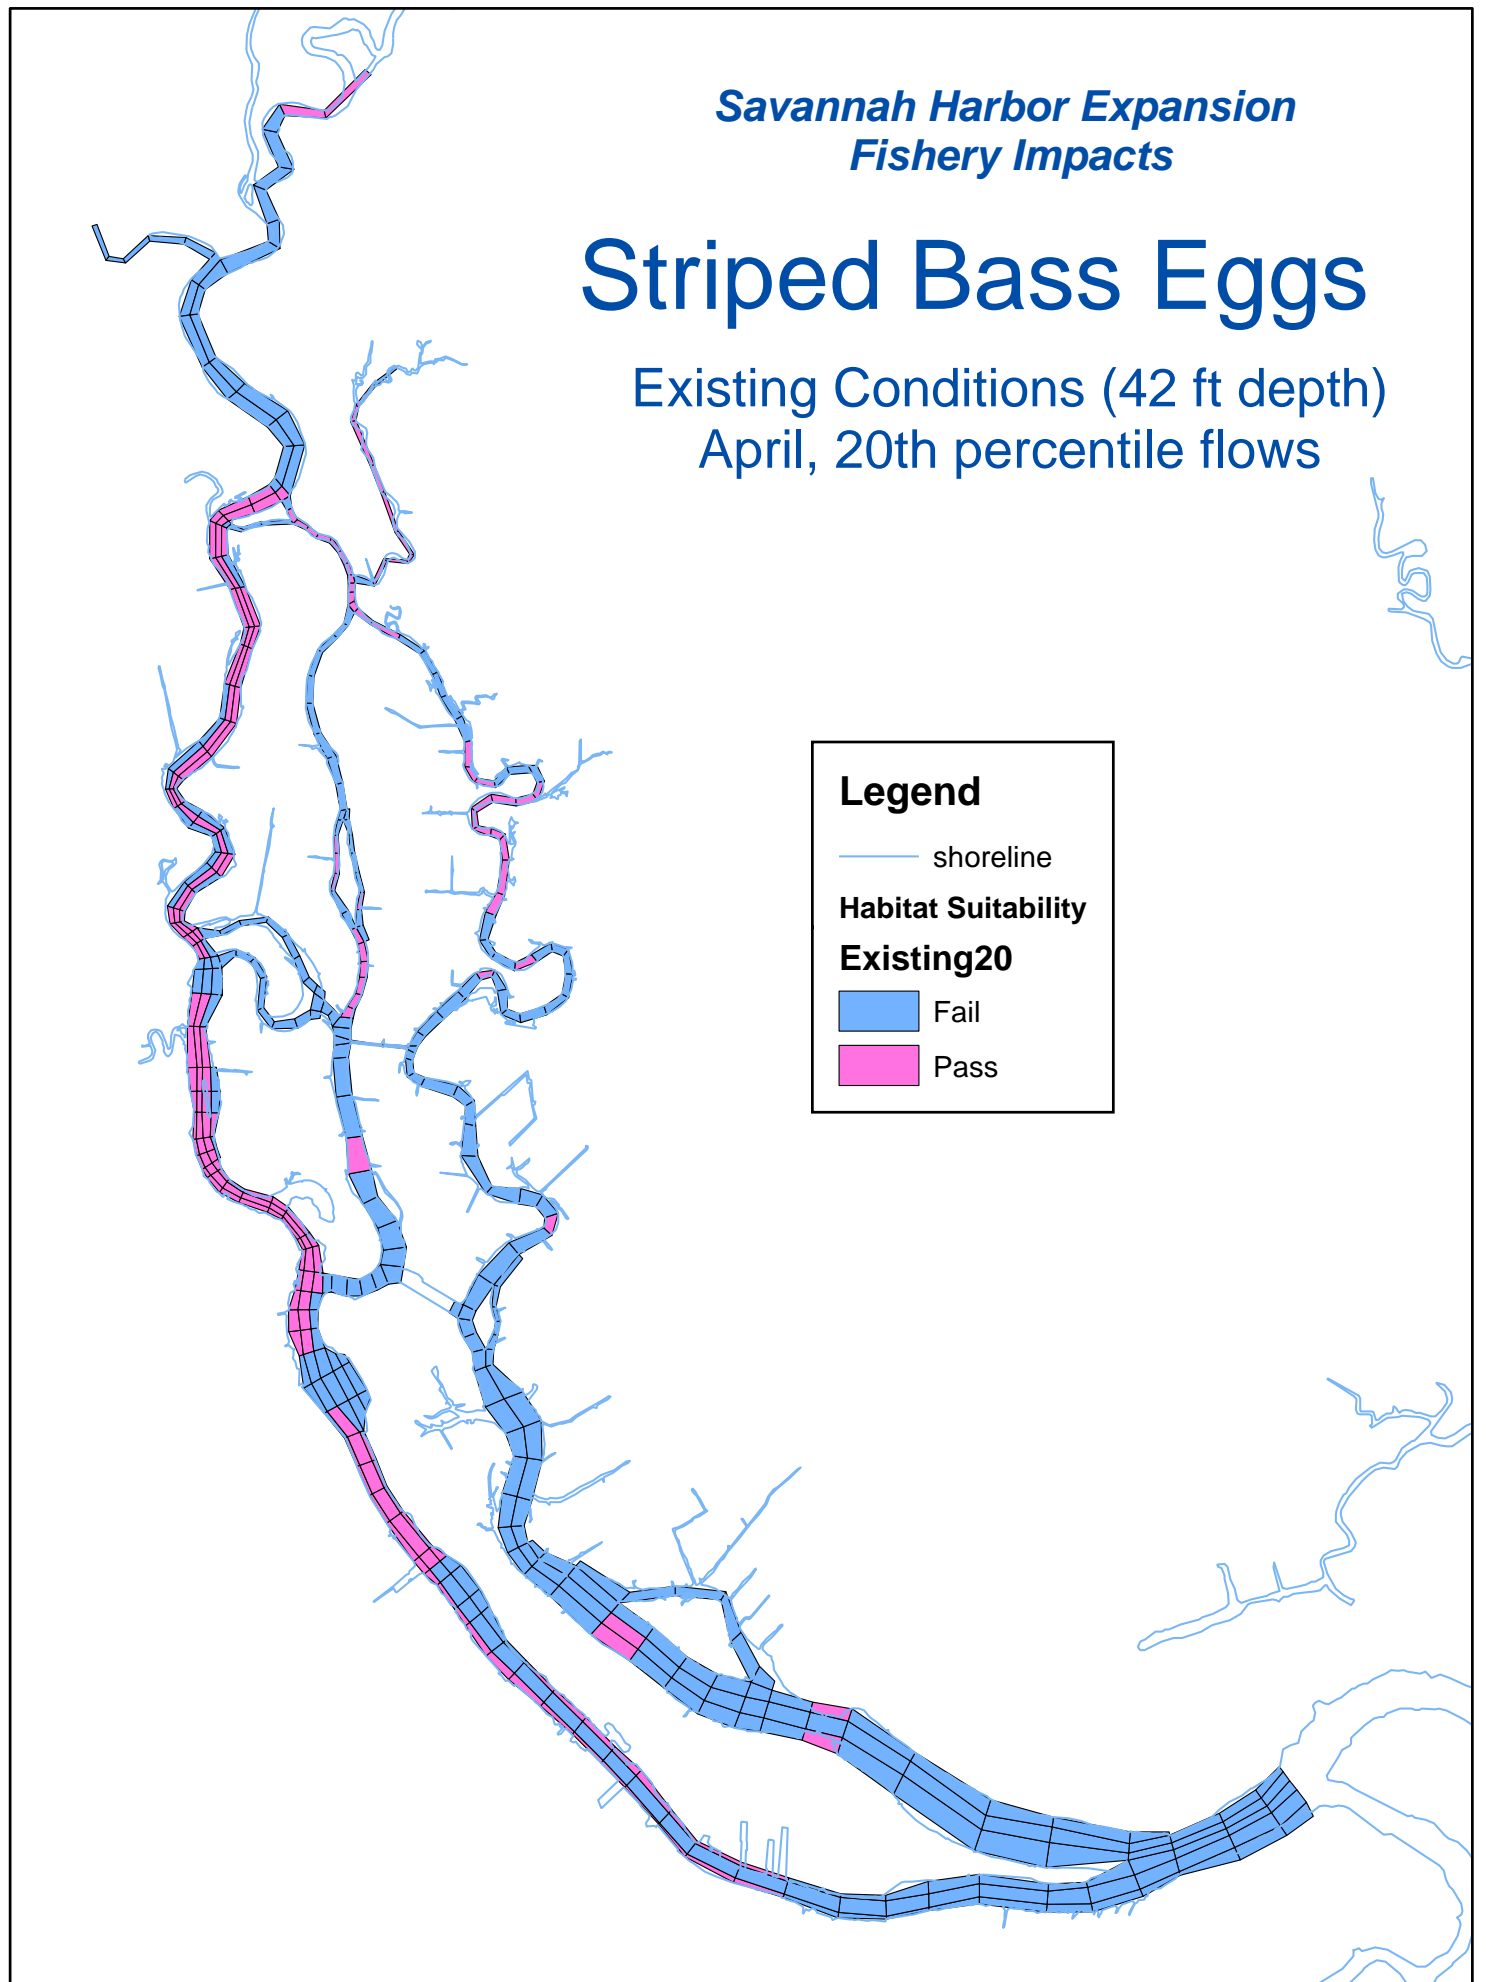 Savannah Harbor Expansion
Fishery Impacts
Striped Bass Eggs
Existing Conditions (42 ft depth)
April, 20th percentile flows
Legend
shoreline
Habitat Suitability
Existing20
Fail
Pass